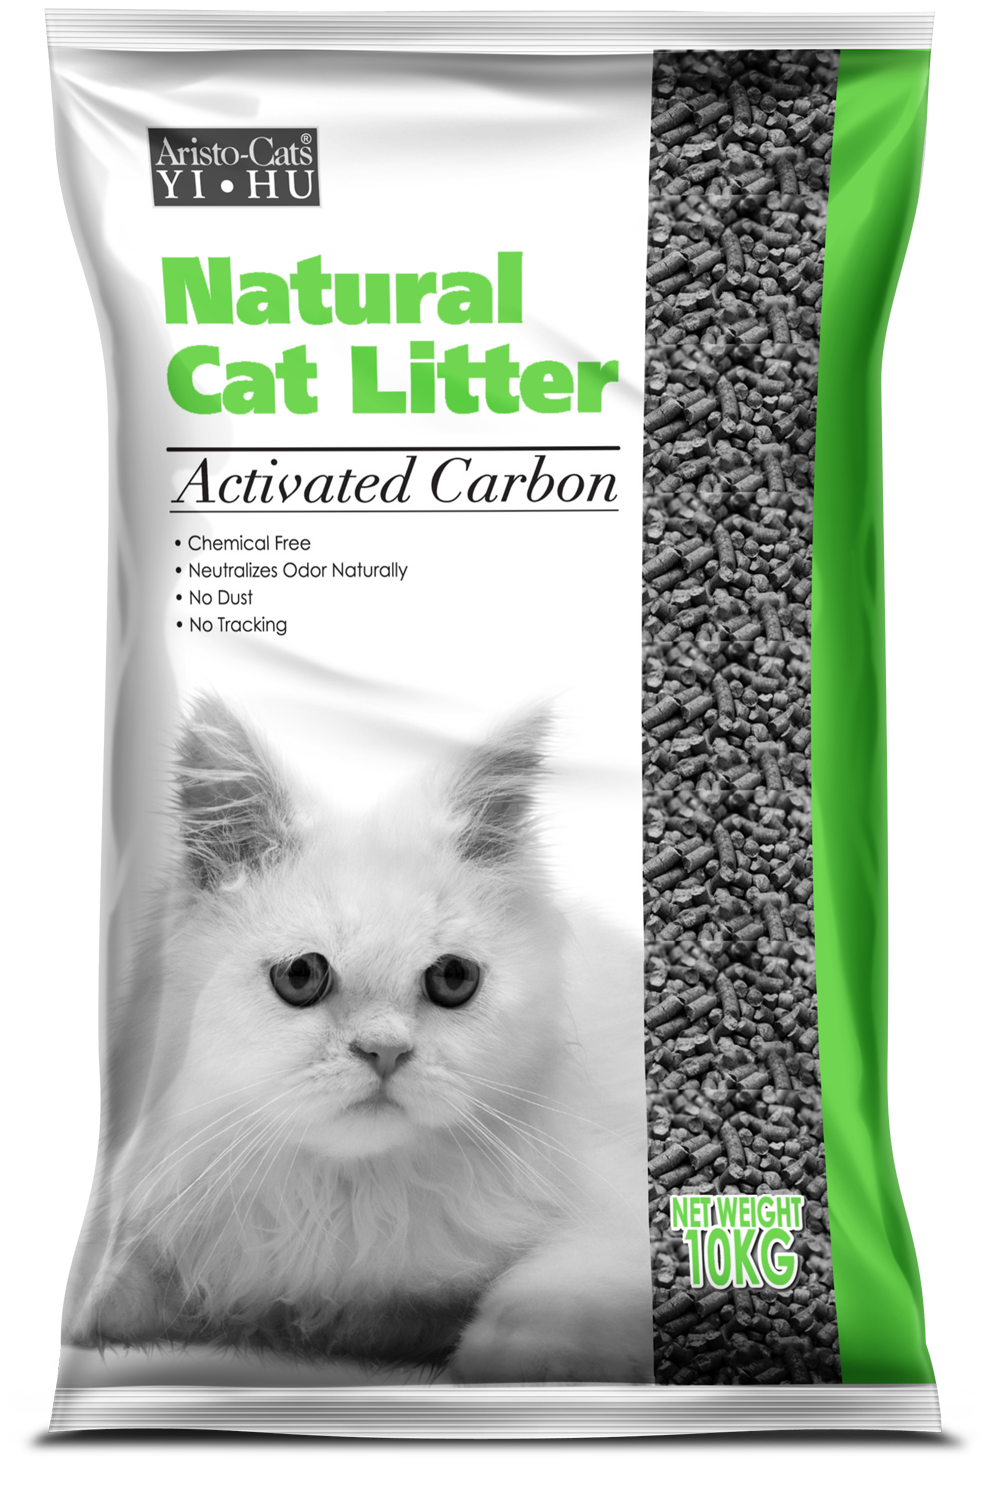 Aristo-Cats®
YI•HU
Natural
Cat Litter
Activated Carbon
• Chemical Free
• Neutralizes Odor Naturally
• No Dust
• No Tracking
NET WEIGHT
10KG